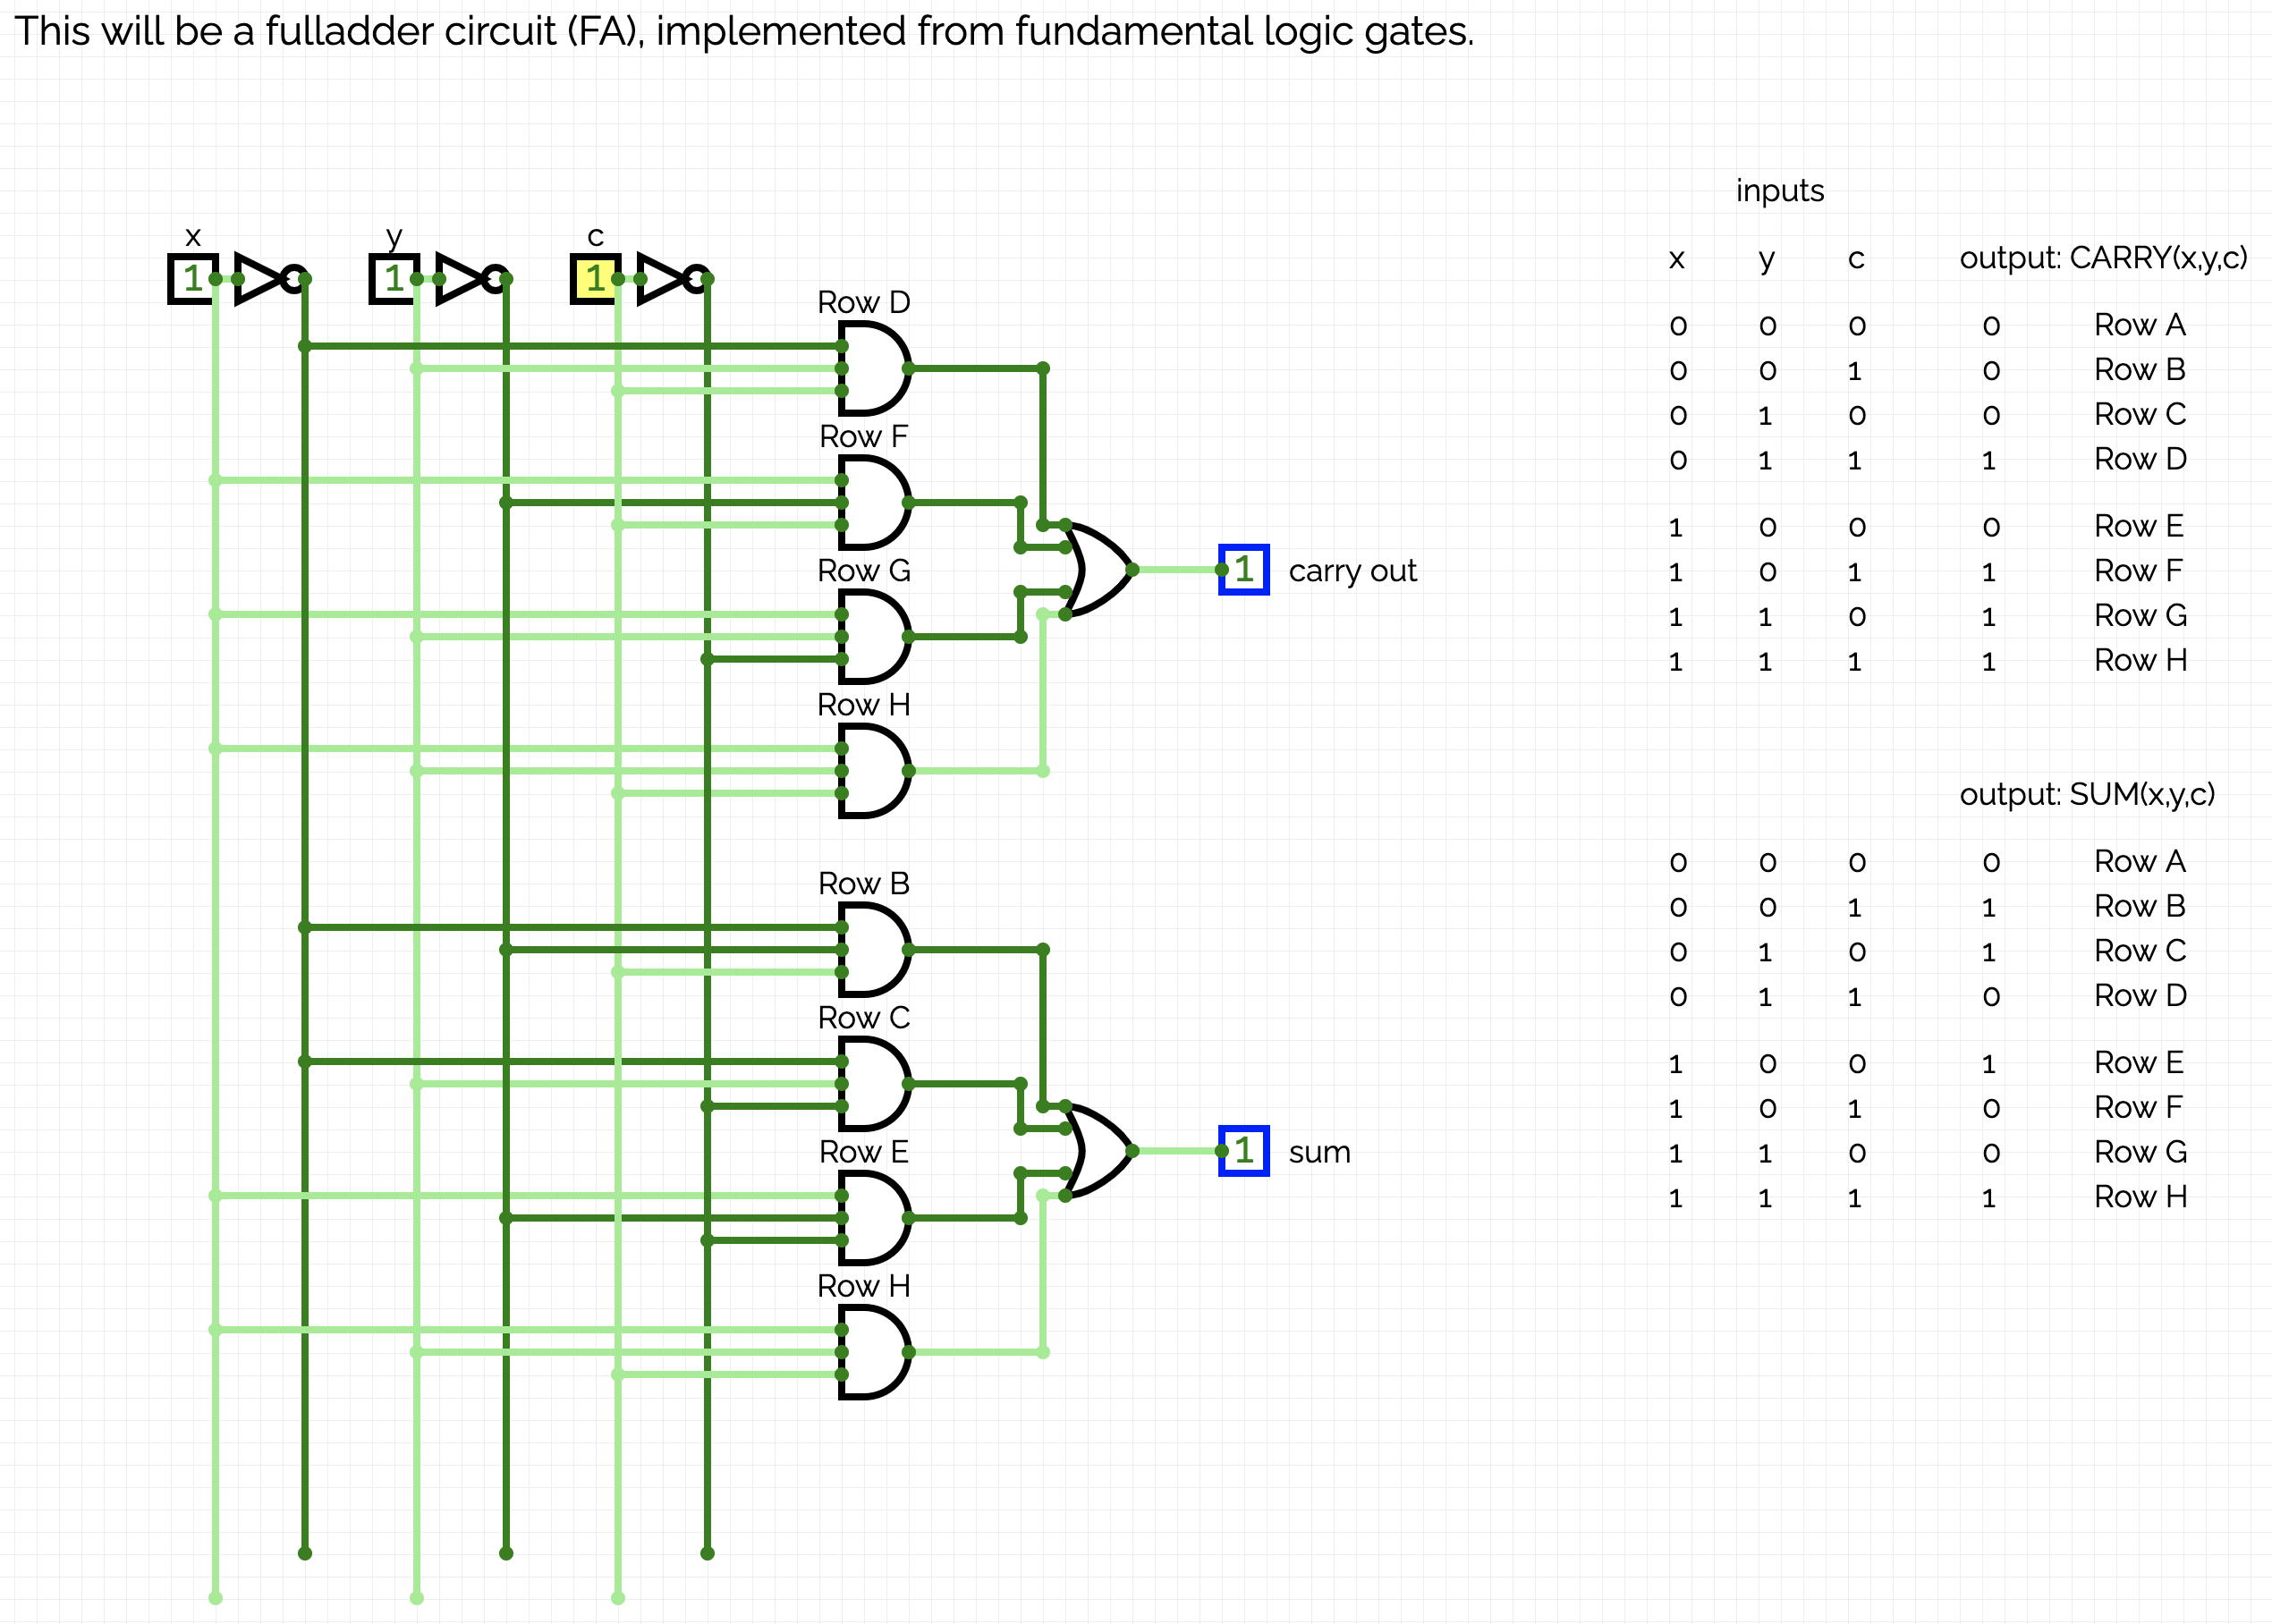 This will be a fulladder circuit (FA), implemented from fundamental logic gates.
x y c
1 1 1
Row D
Row F
Row G
Row H
1 carry out
Row B
Row C
Row E
Row H
1 sum
inputs
x y c output: CARRY(x,y,c)
0 0 0 0 Row A
0 0 1 0 Row B
0 1 0 0 Row C
0 1 1 1 Row D
1 0 0 0 Row E
1 0 1 1 Row F
1 1 0 1 Row G
1 1 1 1 Row H
output: SUM(x,y,c)
0 0 0 0 Row A
0 0 1 1 Row B
0 1 0 1 Row C
0 1 1 0 Row D
1 0 0 1 Row E
1 0 1 0 Row F
1 1 0 0 Row G
1 1 1 1 Row H